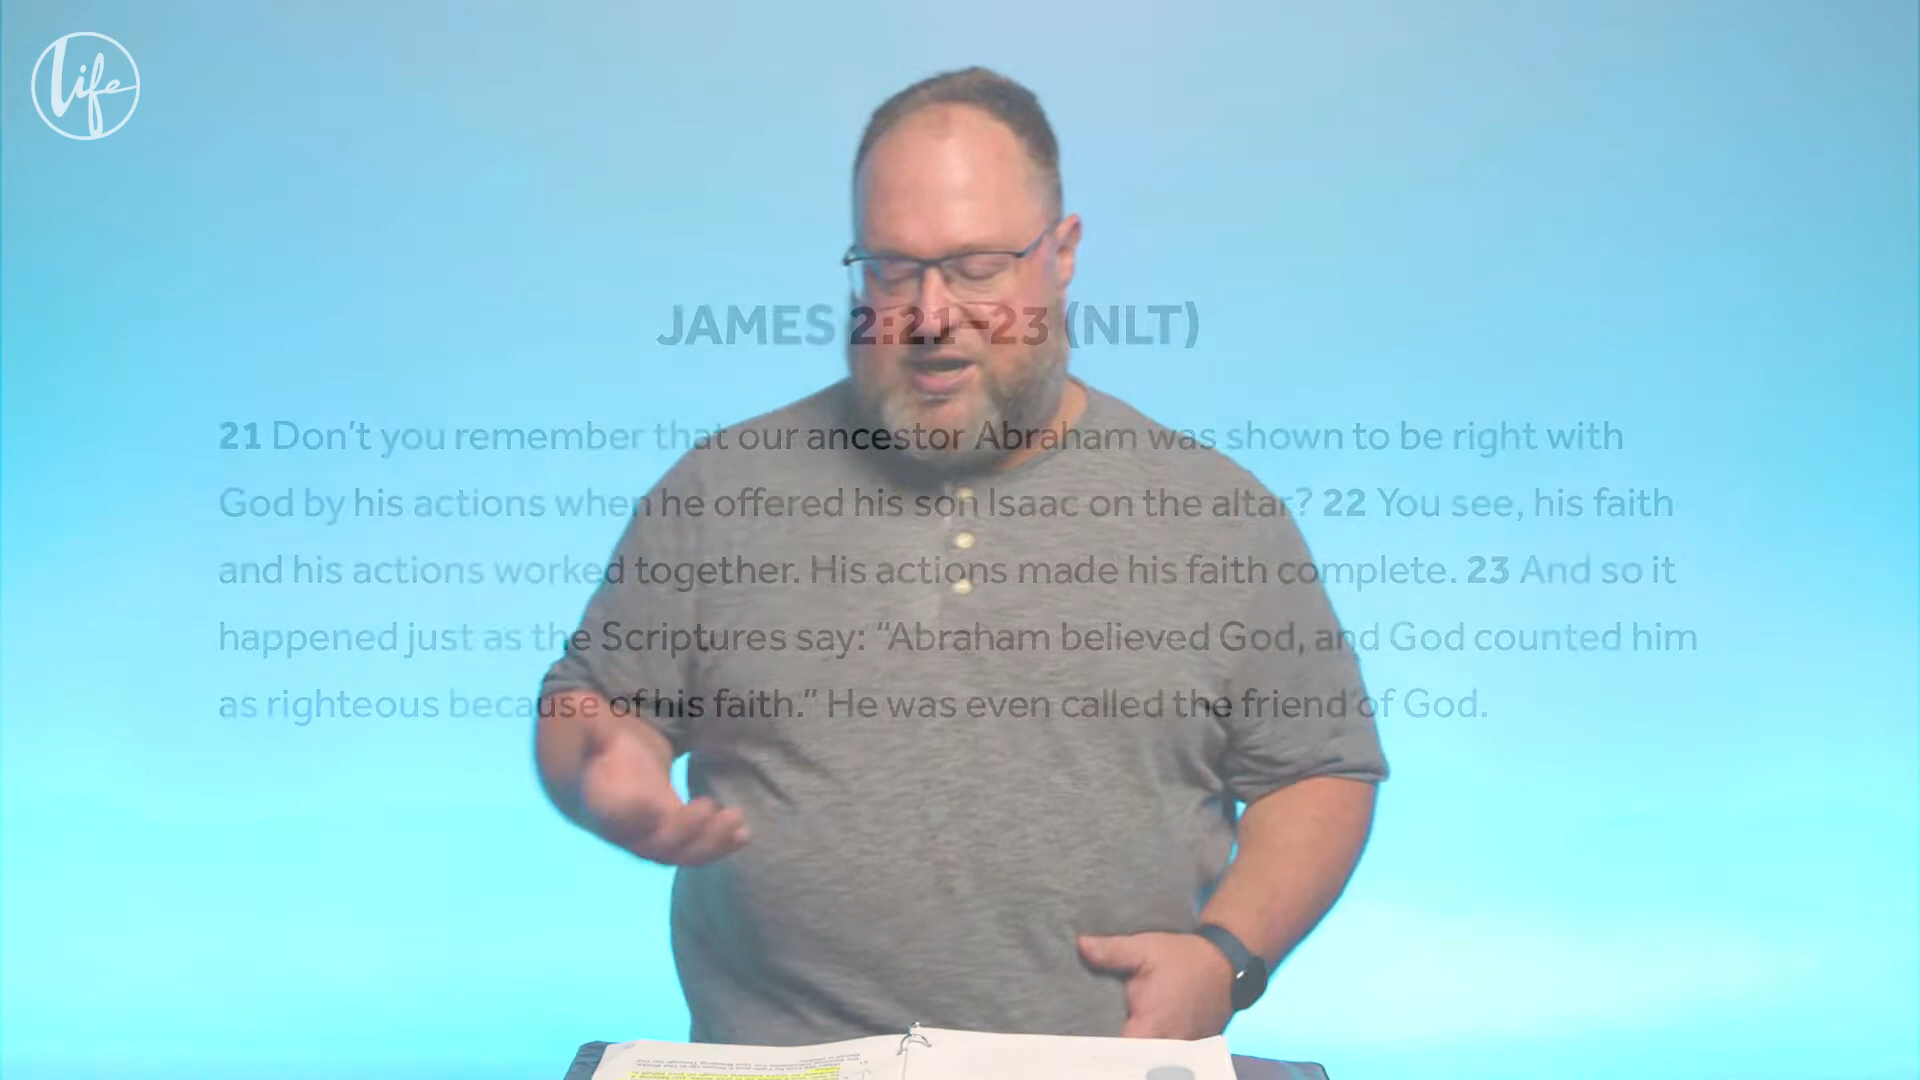 Life
JAMES 2:21-23 (NLT)
21 Don’t you remember that our ancestor Abraham was shown to be right with
God by his actions when he offered his son Isaac on the altar? 22 You see, his faith
and his actions worked together. His actions made his faith complete. 23 And so it
happened just as the Scriptures say: “Abraham believed God, and God counted him
as righteous because of his faith.” He was even called the friend of God.